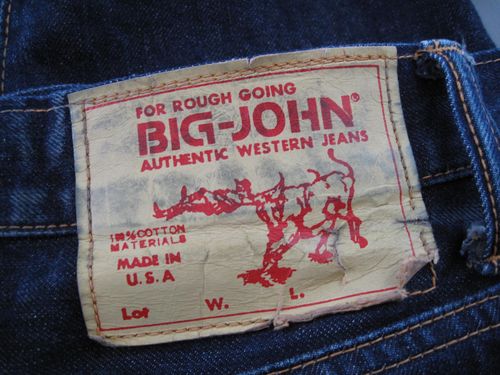 FOR ROUGH GOING
BIG-JOHN®
AUTHENTIC WESTERN JEANS
100% COTTON
MATERIALS
MADE IN
U.S.A
Lot W. L.